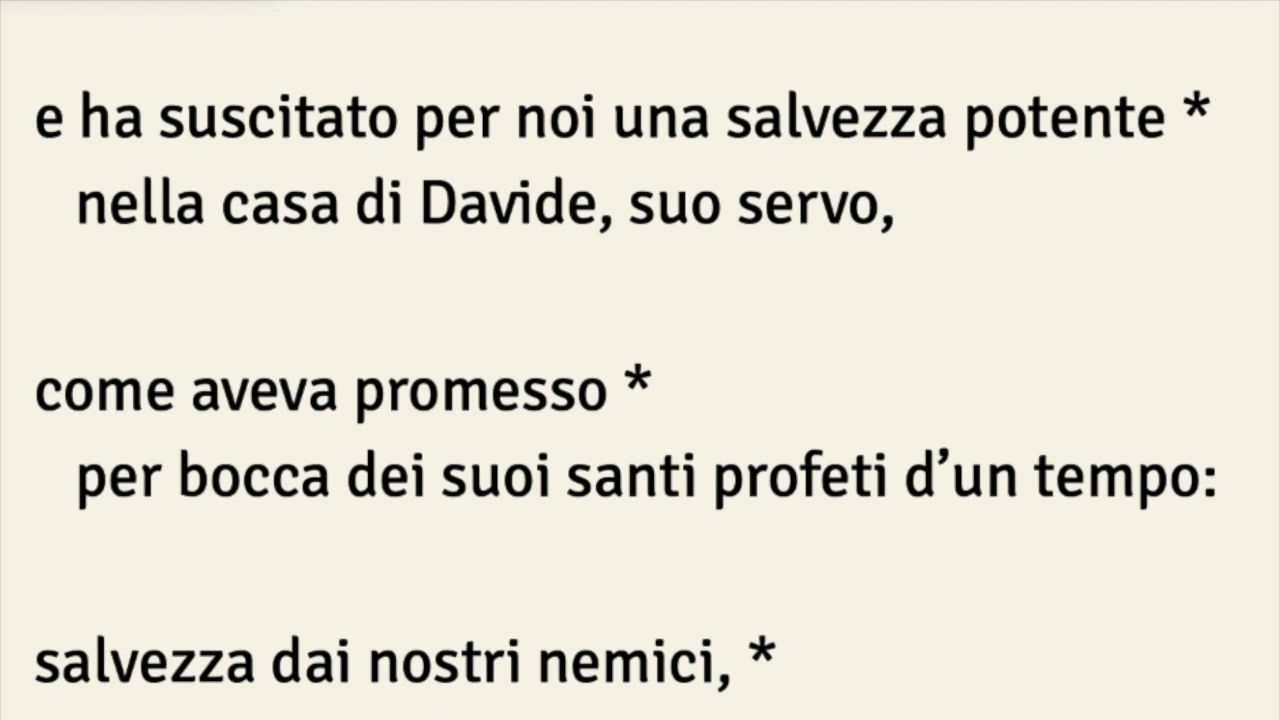 e ha suscitato per noi una salvezza potente *
nella casa di Davide, suo servo,
come aveva promesso *
per bocca dei suoi santi profeti d’un tempo:
salvezza dai nostri nemici, *